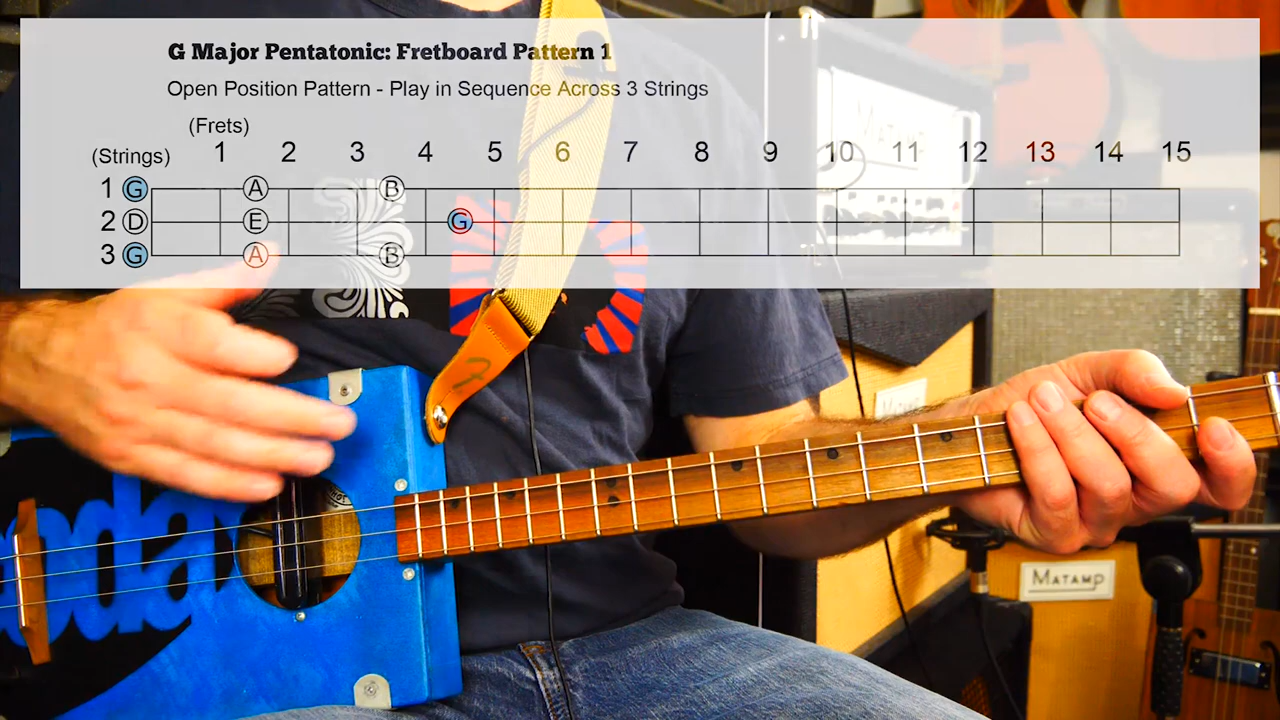 G Major Pentatonic: Fretboard Pattern 1
Open Position Pattern - Play in Sequence Across 3 Strings
(Frets)
(Strings) 1 2 3 4 5 6 7 8 9 10 11 12 13 14 15
1 G A B
2 D E G
3 G A B
MATAMP
MATAMP